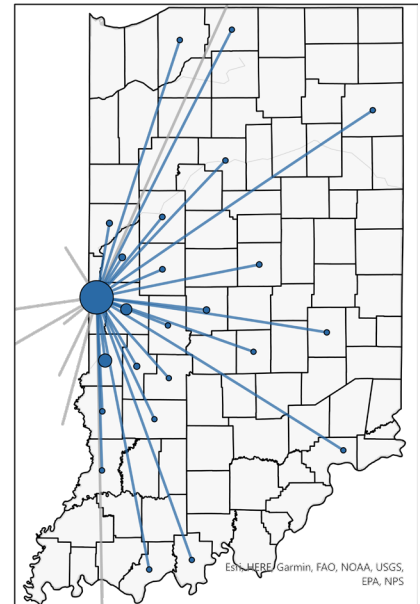 Esri, HERE, Garmin, FAO, NOAA, USGS,
EPA, NPS